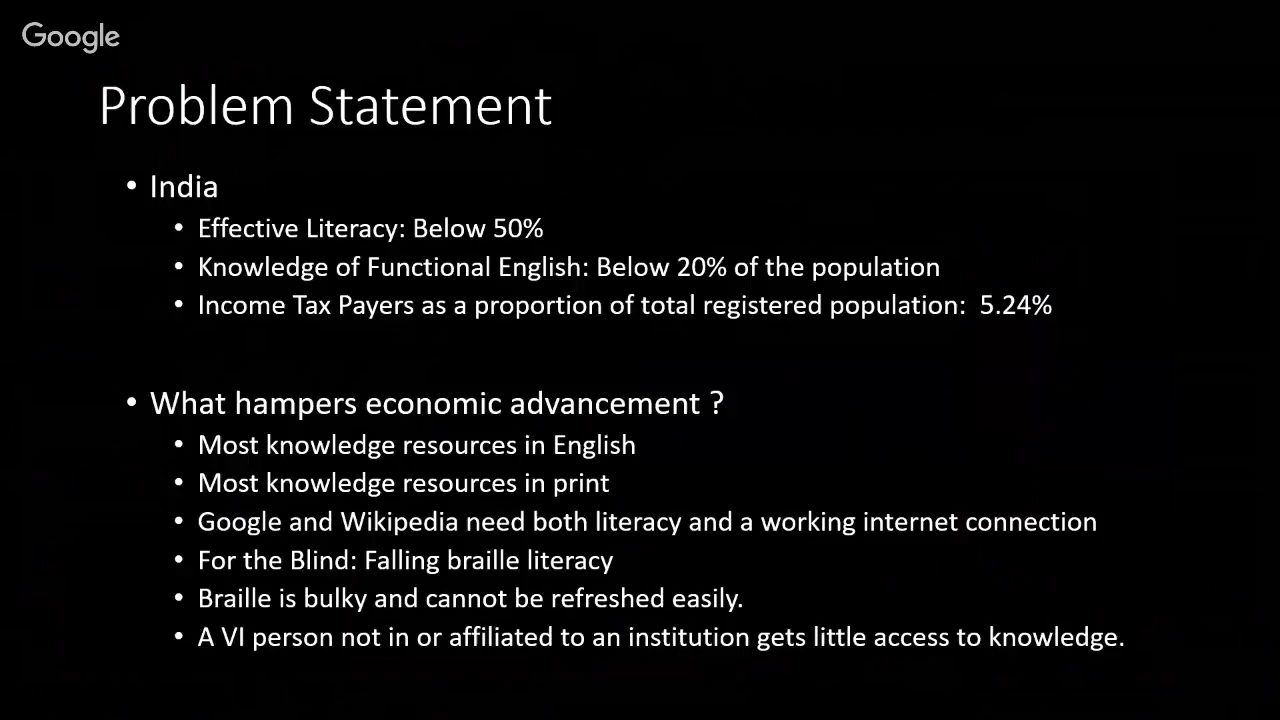 Google
Problem Statement
• India
• Effective Literacy: Below 50%
• Knowledge of Functional English: Below 20% of the population
• Income Tax Payers as a proportion of total registered population: 5.24%
• What hampers economic advancement ?
• Most knowledge resources in English
• Most knowledge resources in print
• Google and Wikipedia need both literacy and a working internet connection
• For the Blind: Falling braille literacy
• Braille is bulky and cannot be refreshed easily.
• A VI person not in or affiliated to an institution gets little access to knowledge.